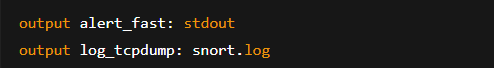 output alert_fast: stdout
output log_tcpdump: snort.log